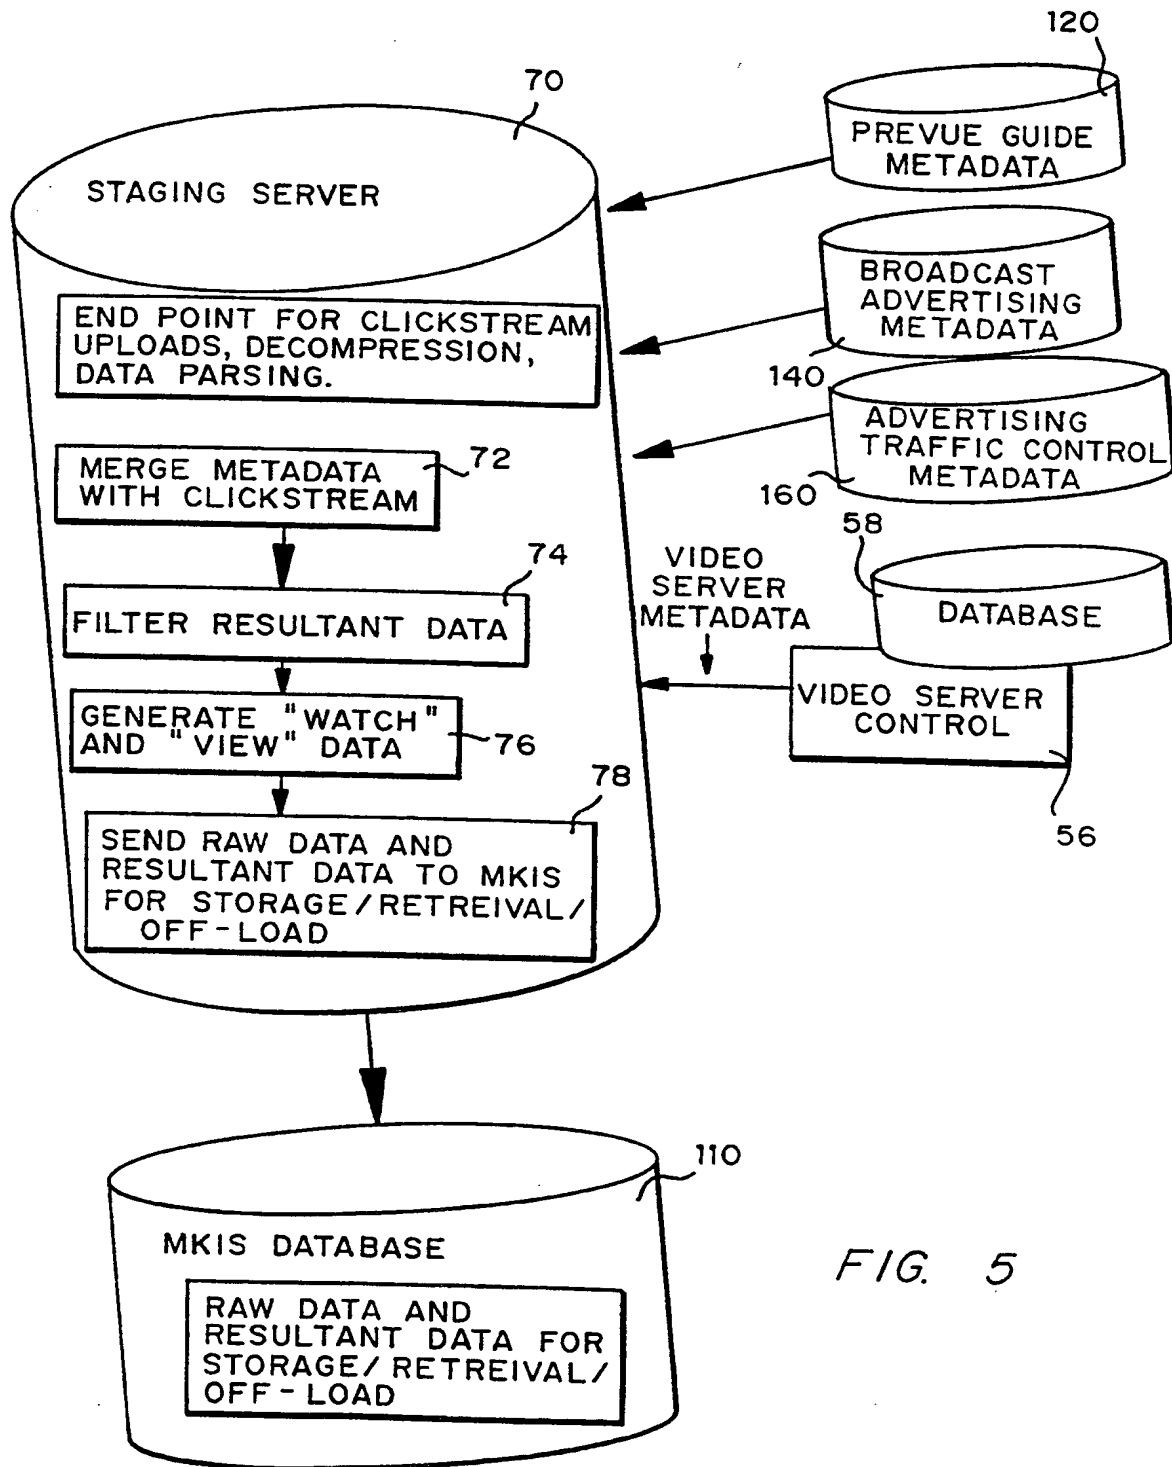 120
PREVUE GUIDE
METADATA
70
STAGING SERVER
BROADCAST
ADVERTISING
METADATA
140
END POINT FOR CLICKSTREAM
UPLOADS, DECOMPRESSION,
DATA PARSING.
ADVERTISING
TRAFFIC CONTROL
METADATA
160
MERGE METADATA
WITH CLICKSTREAM
72
58
DATABASE
VIDEO
SERVER
METADATA
74
FILTER RESULTANT DATA
VIDEO SERVER
CONTROL
56
GENERATE "WATCH"
AND "VIEW" DATA
76
78
SEND RAW DATA AND
RESULTANT DATA TO MKIS
FOR STORAGE/RETREIVAL/
OFF-LOAD
110
MKIS DATABASE
RAW DATA AND
RESULTANT DATA FOR
STORAGE/RETREIVAL/
OFF-LOAD
FIG. 5